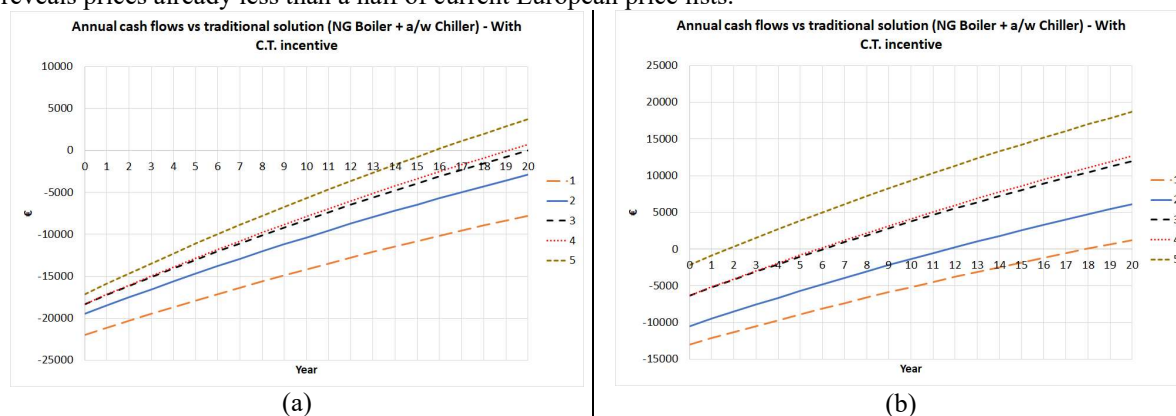 reveals prices already less than a half of current European price lists.
Annual cash flows vs traditional solution (NG Boiler + a/w Chiller) - With
C.T. incentive
10000
5000
0
-5000
-10000
-15000
-20000
-25000
€
0 1 2 3 4 5 6 7 8 9 10 11 12 13 14 15 16 17 18 19 20
Year
-1
2
3
4
5
(a)
Annual cash flows vs traditional solution (NG Boiler + a/w Chiller) - With
C.T. incentive
25000
20000
15000
10000
5000
0
-5000
-10000
-15000
€
0 1 2 3 4 5 6 7 8 9 10 11 12 13 14 15 16 17 18 19 20
Year
2
3
5
(b)